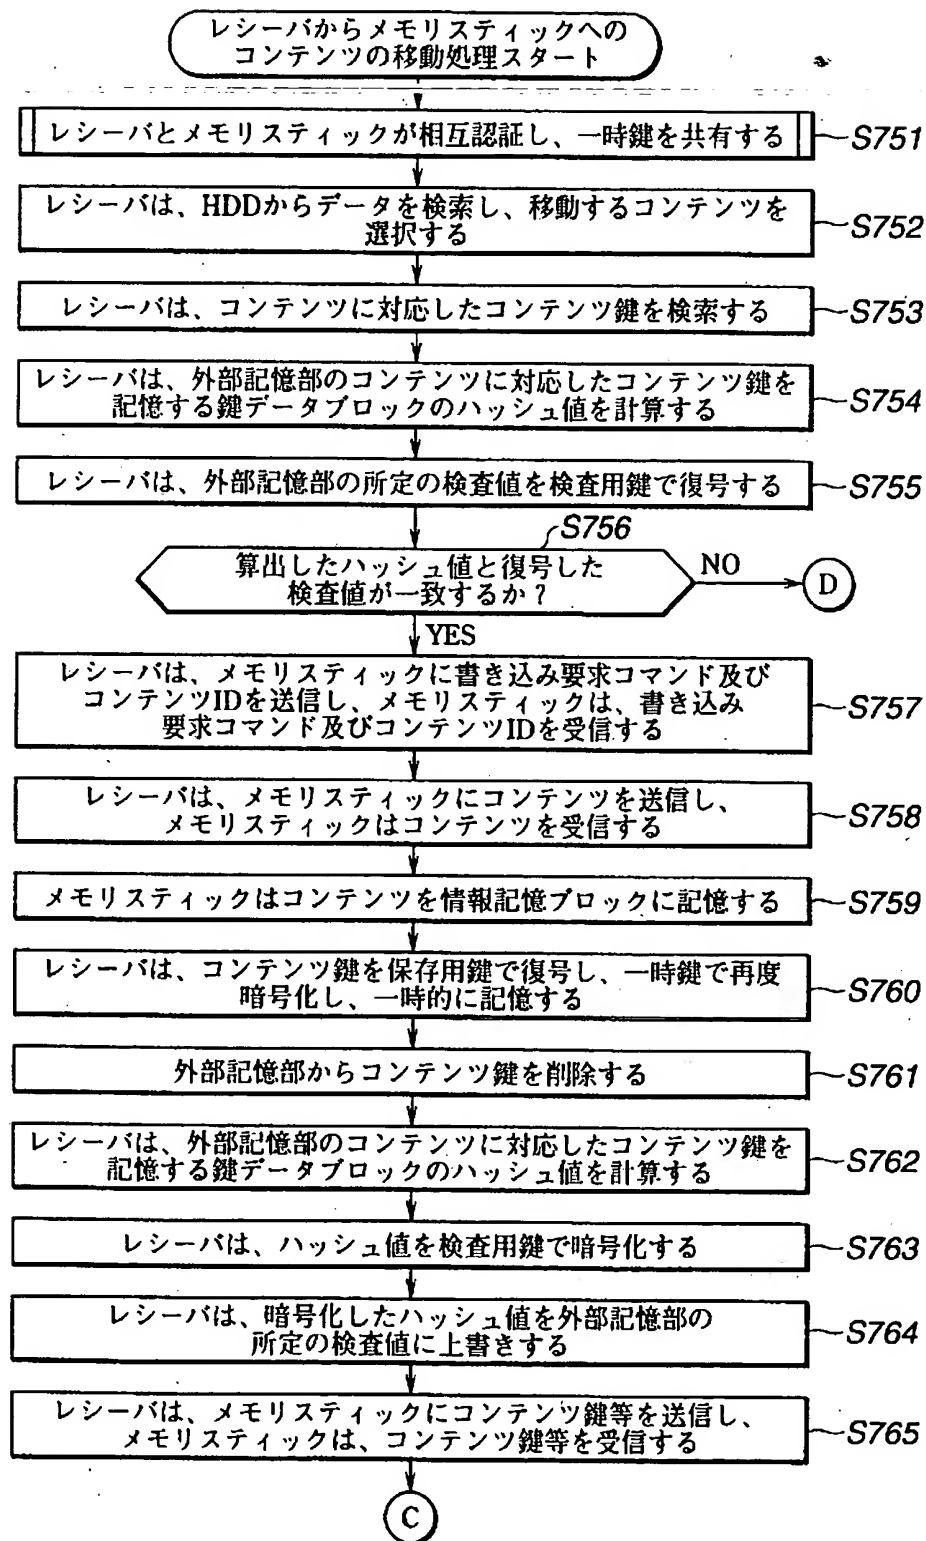 レシーバからメモリスティックへの
コンテンツの移動処理スタート
レシーバとメモリスティックが相互認証し、一時鍵を共有する
S751
レシーバは、HDDからデータを検索し、移動するコンテンツを
選択する
S752
レシーバは、コンテンツに対応したコンテンツ鍵を検索する
S753
レシーバは、外部記憶部のコンテンツに対応したコンテンツ鍵を
記憶する鍵データブロックのハッシュ値を計算する
S754
レシーバは、外部記憶部の所定の検査値を検査用鍵で復号する
S755
S756
算出したハッシュ値と復号した
検査値が一致するか?
NO
D
YES
レシーバは、メモリスティックに書き込み要求コマンド及び
コンテンツIDを送信し、メモリスティックは、書き込み
要求コマンド及びコンテンツIDを受信する
S757
レシーバは、メモリスティックにコンテンツを送信し、
メモリスティックはコンテンツを受信する
S758
メモリスティックはコンテンツを情報記憶ブロックに記憶する
S759
レシーバは、コンテンツ鍵を保存用鍵で復号し、一時鍵で再度
暗号化し、一時的に記憶する
S760
外部記憶部からコンテンツ鍵を削除する
S761
レシーバは、外部記憶部のコンテンツに対応したコンテンツ鍵を
記憶する鍵データブロックのハッシュ値を計算する
S762
レシーバは、ハッシュ値を検査用鍵で暗号化する
S763
レシーバは、暗号化したハッシュ値を外部記憶部の
所定の検査値に上書きする
S764
レシーバは、メモリスティックにコンテンツ鍵等を送信し、
メモリスティックは、コンテンツ鍵等を受信する
S765
C